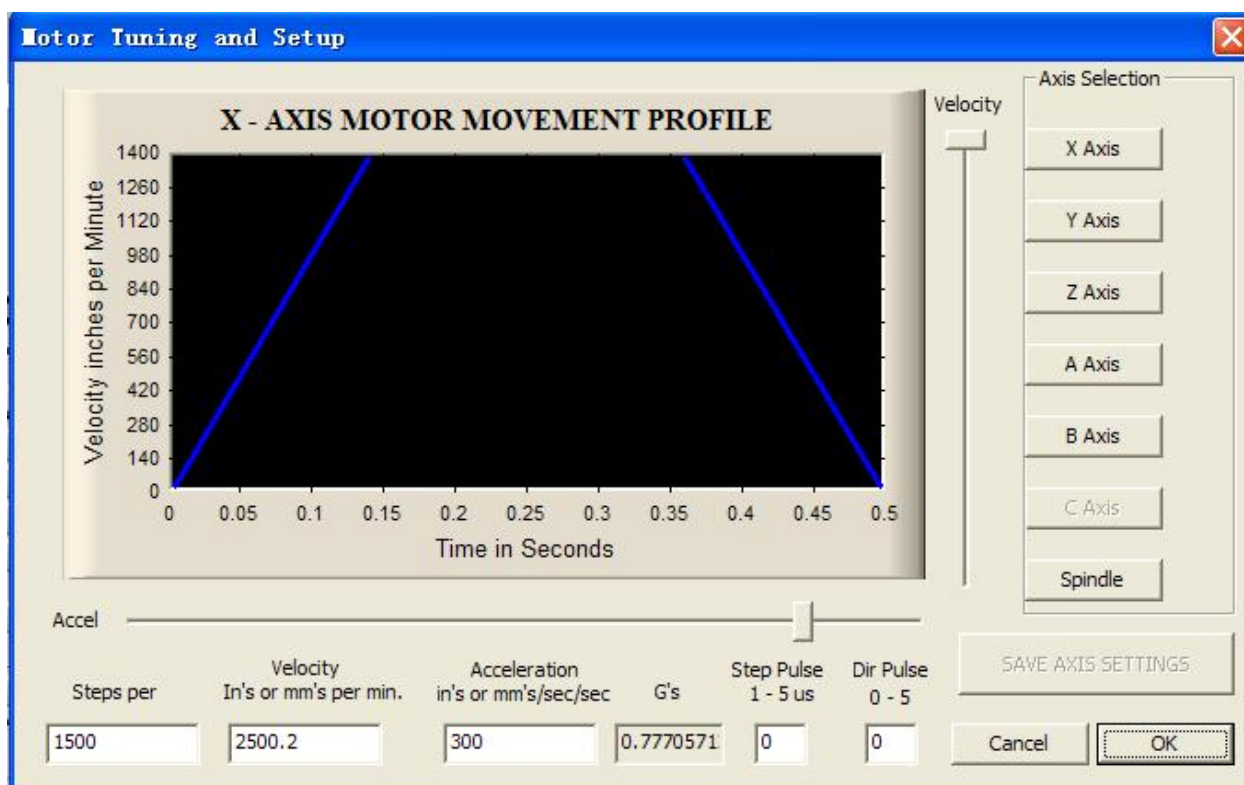 Motor Tuning and Setup
X - AXIS MOTOR MOVEMENT PROFILE
Velocity inches per Minute
1400
1260
1120
980
840
700
560
420
280
140
0
0 0.05 0.1 0.15 0.2 0.25 0.3 0.35 0.4 0.45 0.5
Time in Seconds
Velocity
Axis Selection
X Axis
Y Axis
Z Axis
A Axis
B Axis
C Axis
Spindle
Accel
SAVE AXIS SETTINGS
Steps per
Velocity
In's or mm's per min.
Acceleration
in's or mm's/sec/sec
G's
Step Pulse
1 - 5 us
Dir Pulse
0 - 5
1500 2500.2 300 0.7770571 0 0
Cancel OK